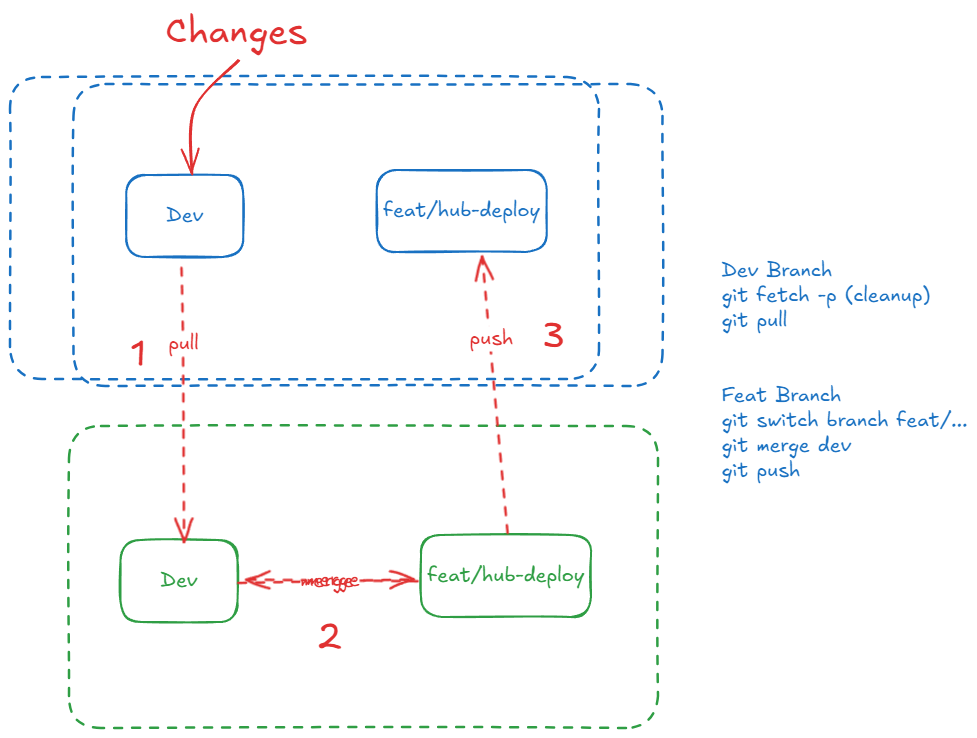 Changes
Dev
feat/hub-deploy
1
pull
push
3
Dev
merge
feat/hub-deploy
2
Dev Branch
git fetch -p (cleanup)
git pull
Feat Branch
git switch branch feat/...
git merge dev
git push